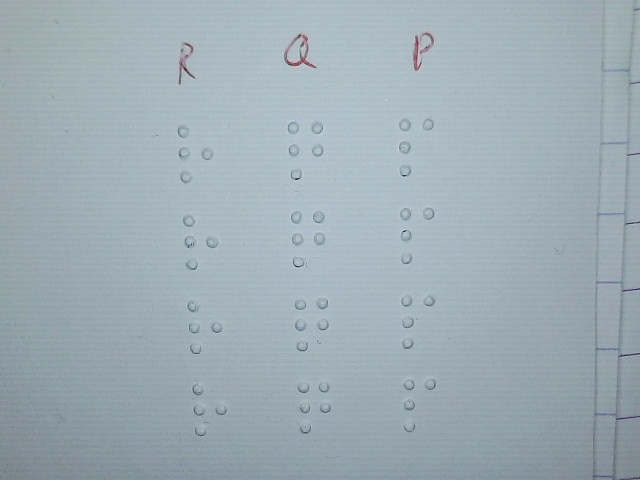 R Q P
⠗ ⠟ ⠏
⠗ ⠟ ⠏
⠗ ⠟ ⠏
⠗ ⠟ ⠏